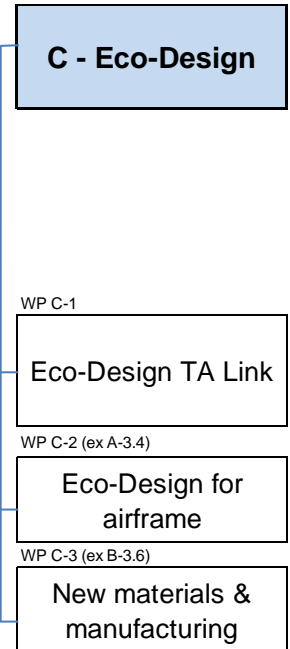 C - Eco-Design
WP C-1
Eco-Design TA Link
WP C-2 (ex A-3.4)
Eco-Design for
airframe
WP C-3 (ex B-3.6)
New materials &
manufacturing